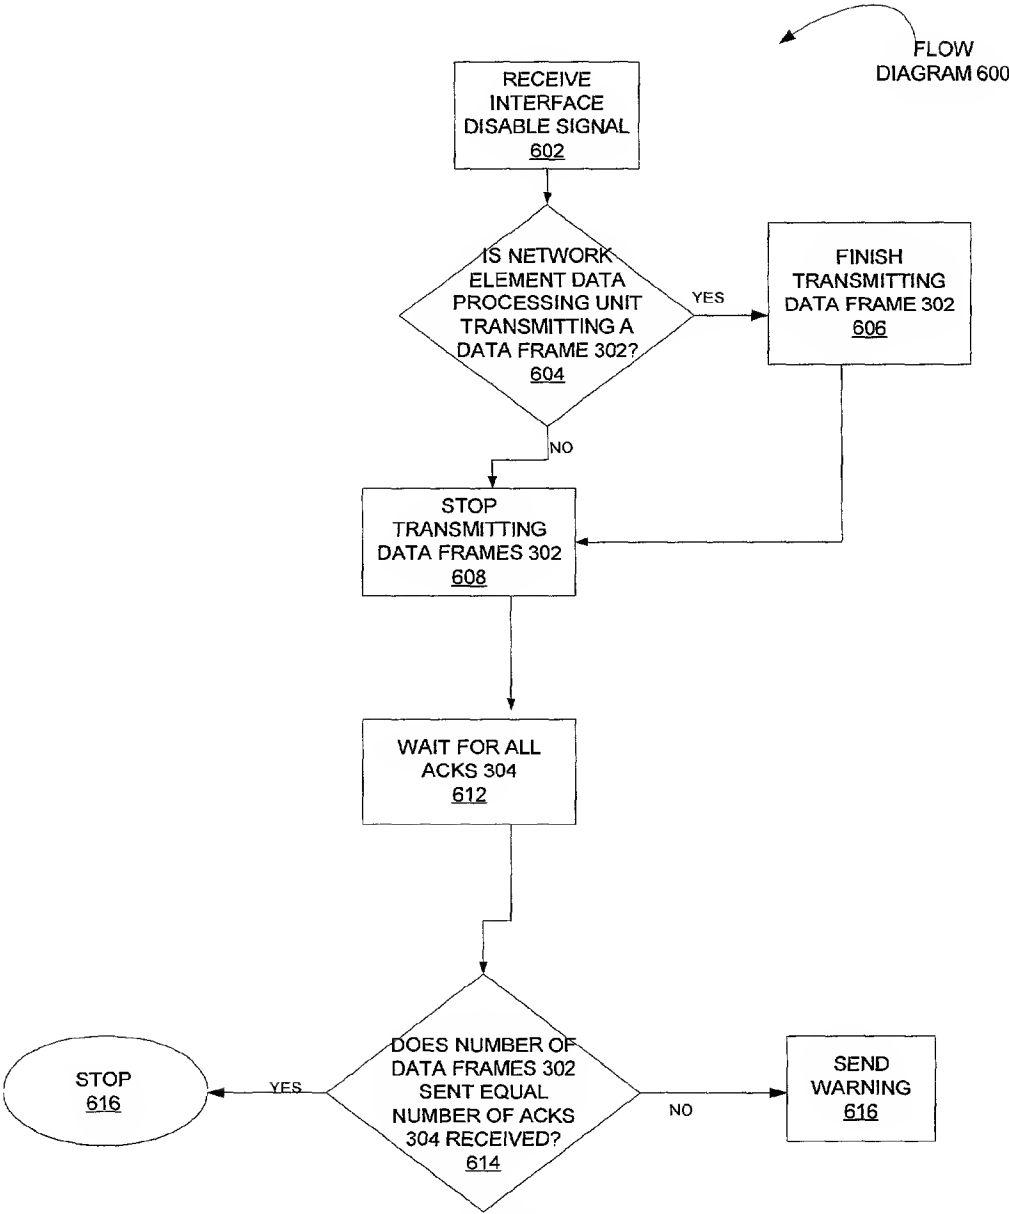 FLOW
DIAGRAM 600
RECEIVE
INTERFACE
DISABLE SIGNAL
602
IS NETWORK
ELEMENT DATA
PROCESSING UNIT
TRANSMITTING A
DATA FRAME 302?
604
YES
FINISH
TRANSMITTING
DATA FRAME 302
606
NO
STOP
TRANSMITTING
DATA FRAMES 302
608
WAIT FOR ALL
ACKS 304
612
DOES NUMBER OF
DATA FRAMES 302
SENT EQUAL
NUMBER OF ACKS
304 RECEIVED?
614
YES
STOP
616
NO
SEND
WARNING
616